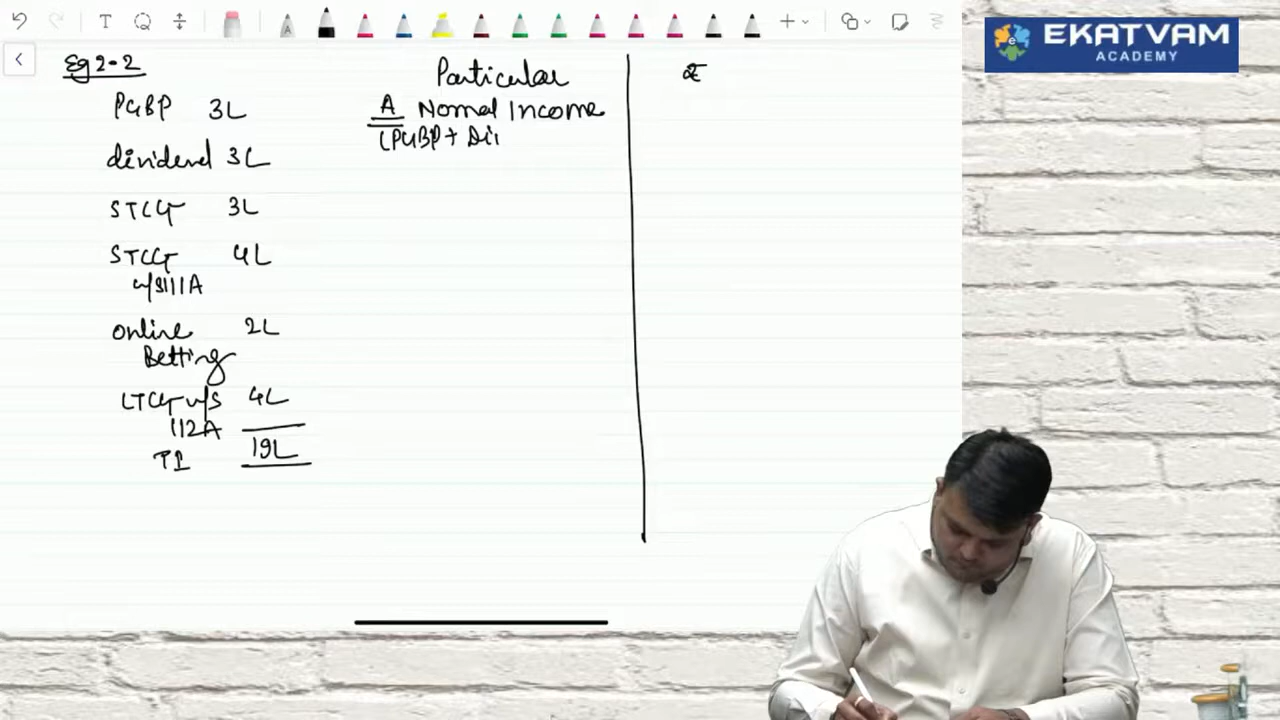 EKATVAM
ACADEMY
Eg 2-2
PGBP 3L
dividend 3L
STCG 3L
STCG 4L
u/s 111A
online 2L
Betting
LTCG u/s 4L
112A
TI 19L
Particular ₹
A Normal Income
(PGBP + Di